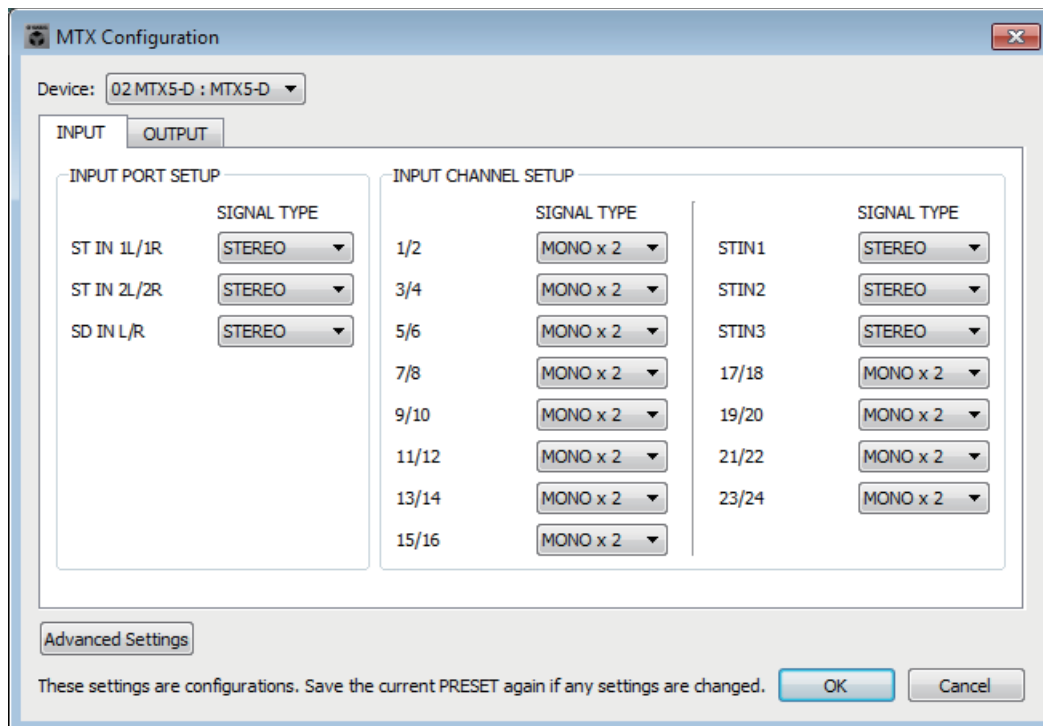 MTX Configuration
Device: 02 MTX5-D : MTX5-D
INPUT OUTPUT
INPUT PORT SETUP
SIGNAL TYPE
ST IN 1L/1R STEREO
ST IN 2L/2R STEREO
SD IN L/R STEREO
INPUT CHANNEL SETUP
SIGNAL TYPE
1/2 MONO x 2
3/4 MONO x 2
5/6 MONO x 2
7/8 MONO x 2
9/10 MONO x 2
11/12 MONO x 2
13/14 MONO x 2
15/16 MONO x 2
SIGNAL TYPE
STIN1 STEREO
STIN2 STEREO
STIN3 STEREO
17/18 MONO x 2
19/20 MONO x 2
21/22 MONO x 2
23/24 MONO x 2
Advanced Settings
These settings are configurations. Save the current PRESET again if any settings are changed. OK Cancel